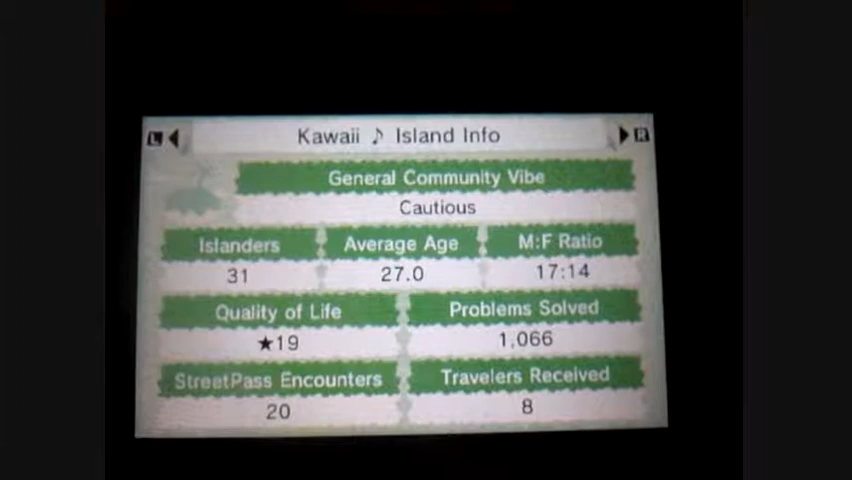 L Kawaii ♪ Island Info R
General Community Vibe
Cautious
Islanders Average Age M:F Ratio
31 27.0 17:14
Quality of Life Problems Solved
★19 1,066
StreetPass Encounters Travelers Received
20 8